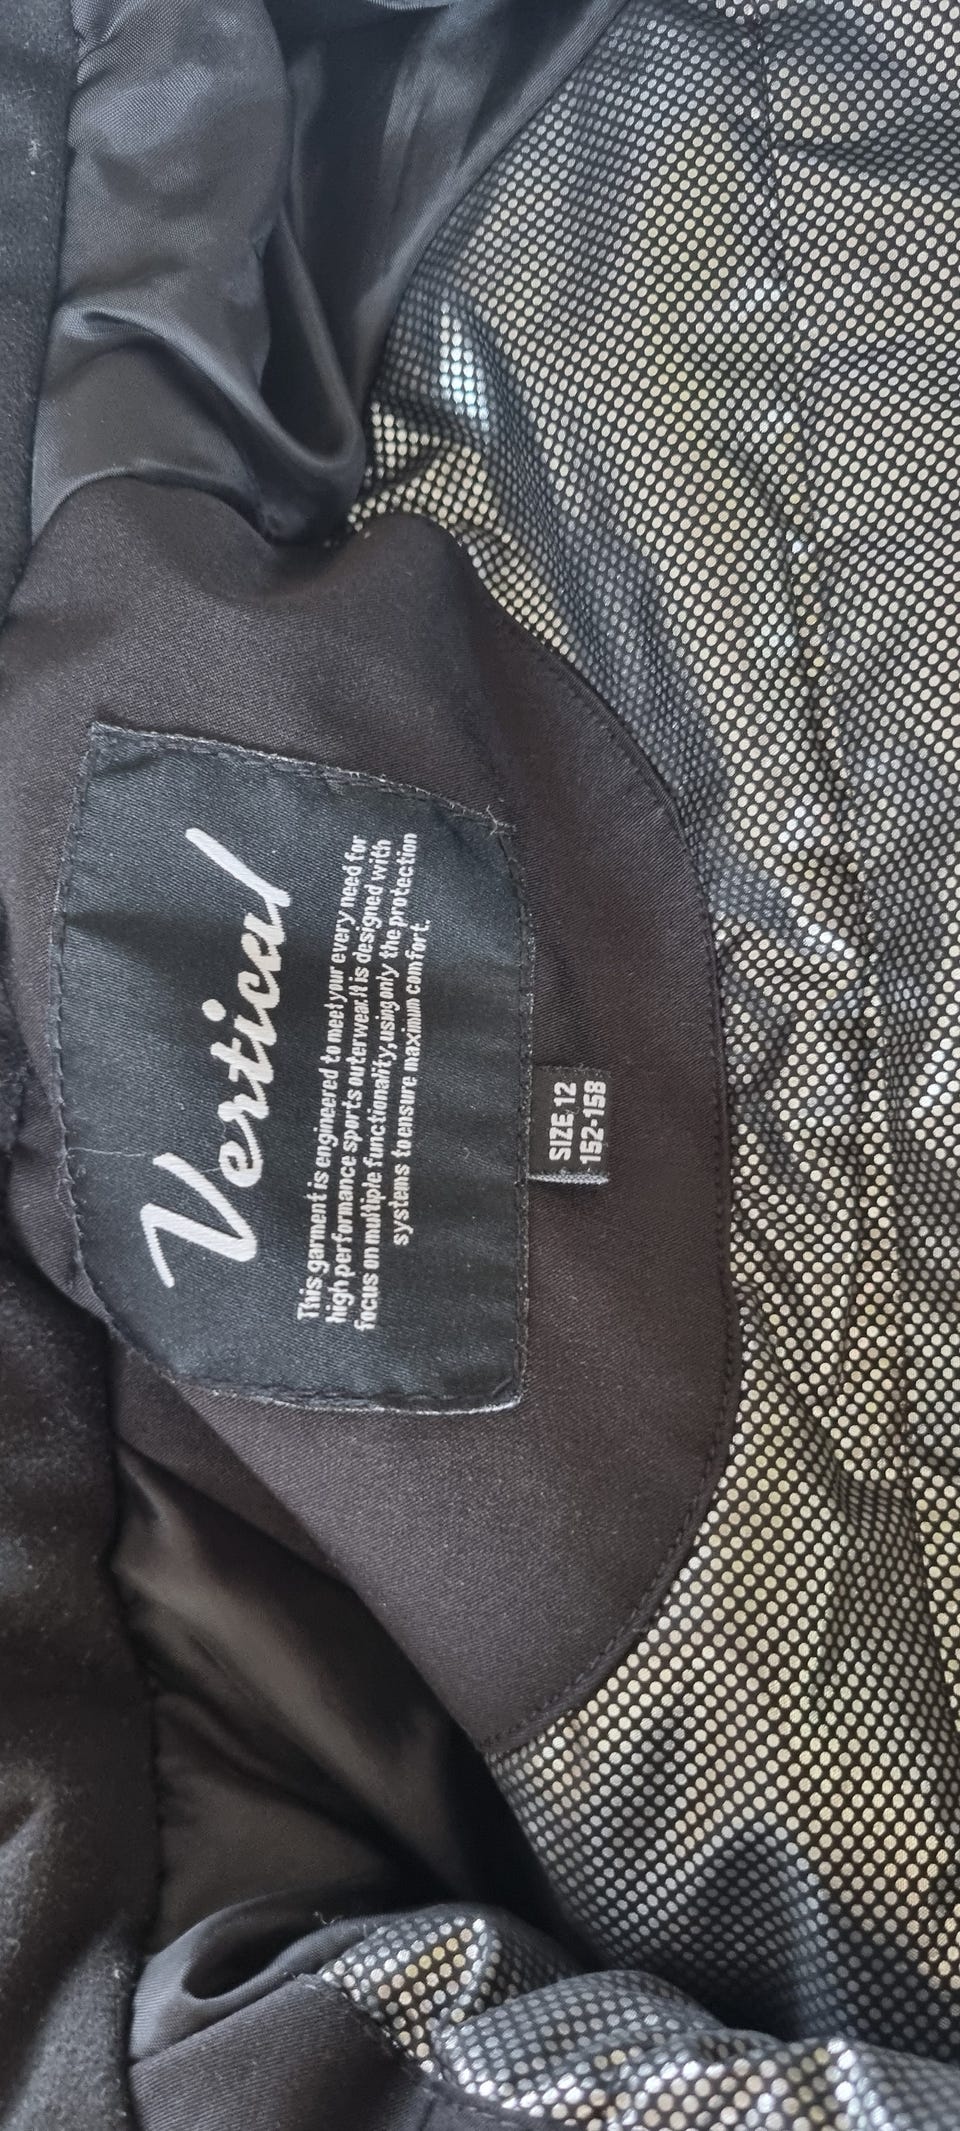 Vertical
This garment is engineered to meet your every need for
high performance sports outerwear.It is designed with
focus on multiple functionality,using only the protection
systems to ensure maximum comfort.
SIZE 12
152-158